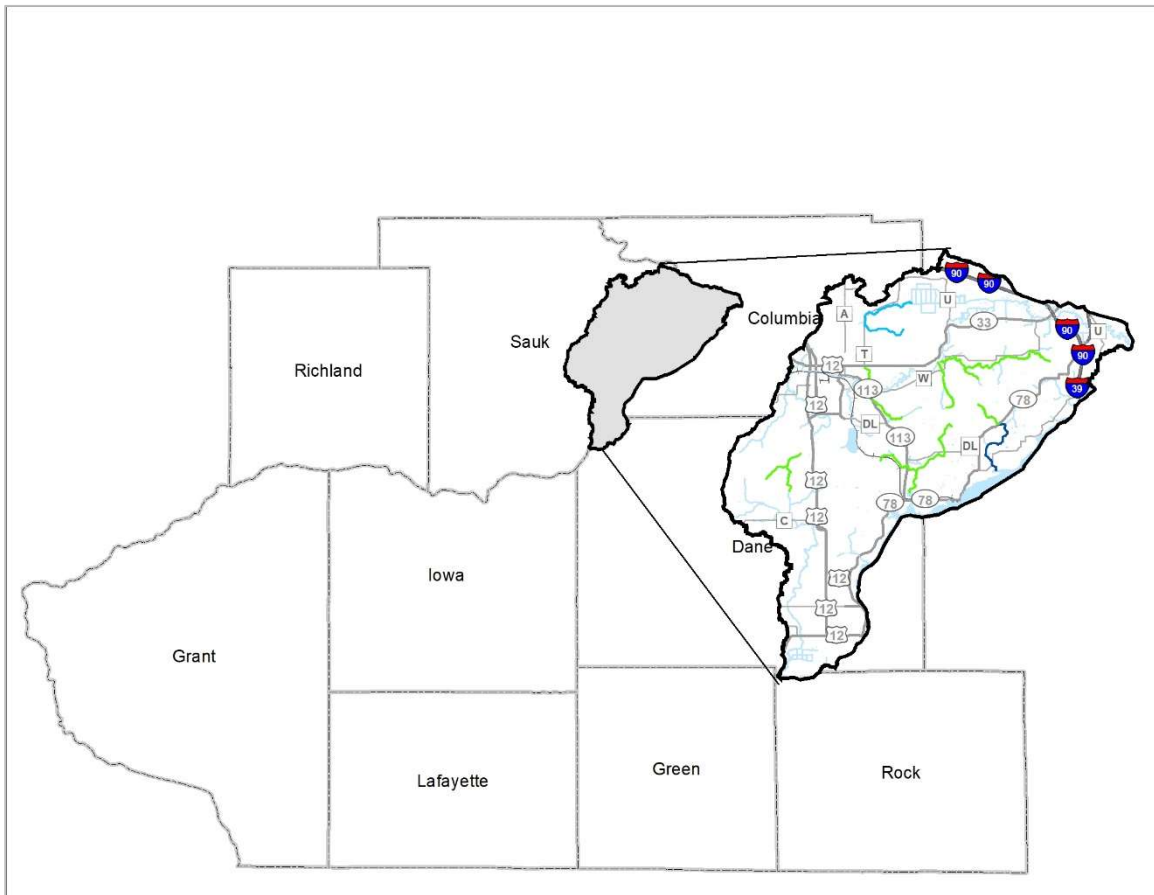 90
90
U
A
33
Columbia
90
U
Sauk
T
90
12
Richland
W
39
113
78
12
DL
113
DL
12
78
78
12
C
Dane
Iowa
12
12
Grant
12
Green
Rock
Lafayette